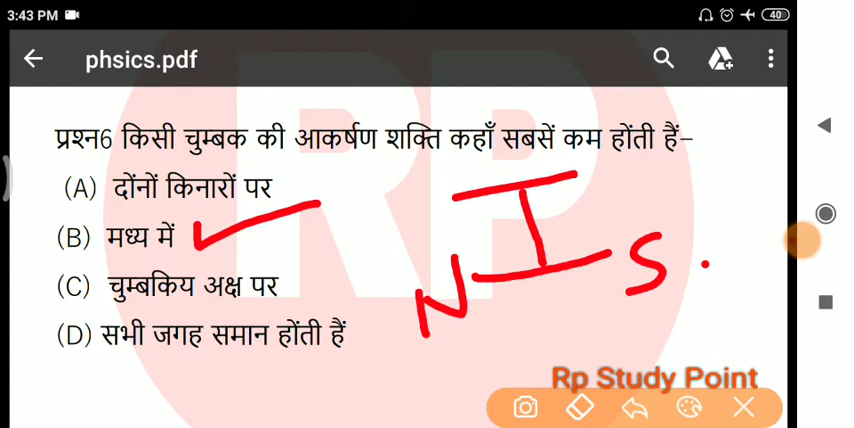 3:43 PM
40
phsics.pdf
RP
प्रश्न6 किसी चुम्बक की आकर्षण शक्ति कहाँ सबसें कम होंती हैं-
(A) दोंनों किनारों पर
(B) मध्य में
(C) चुम्बकिय अक्ष पर
(D) सभी जगह समान होंती हैं
N S
Rp Study Point